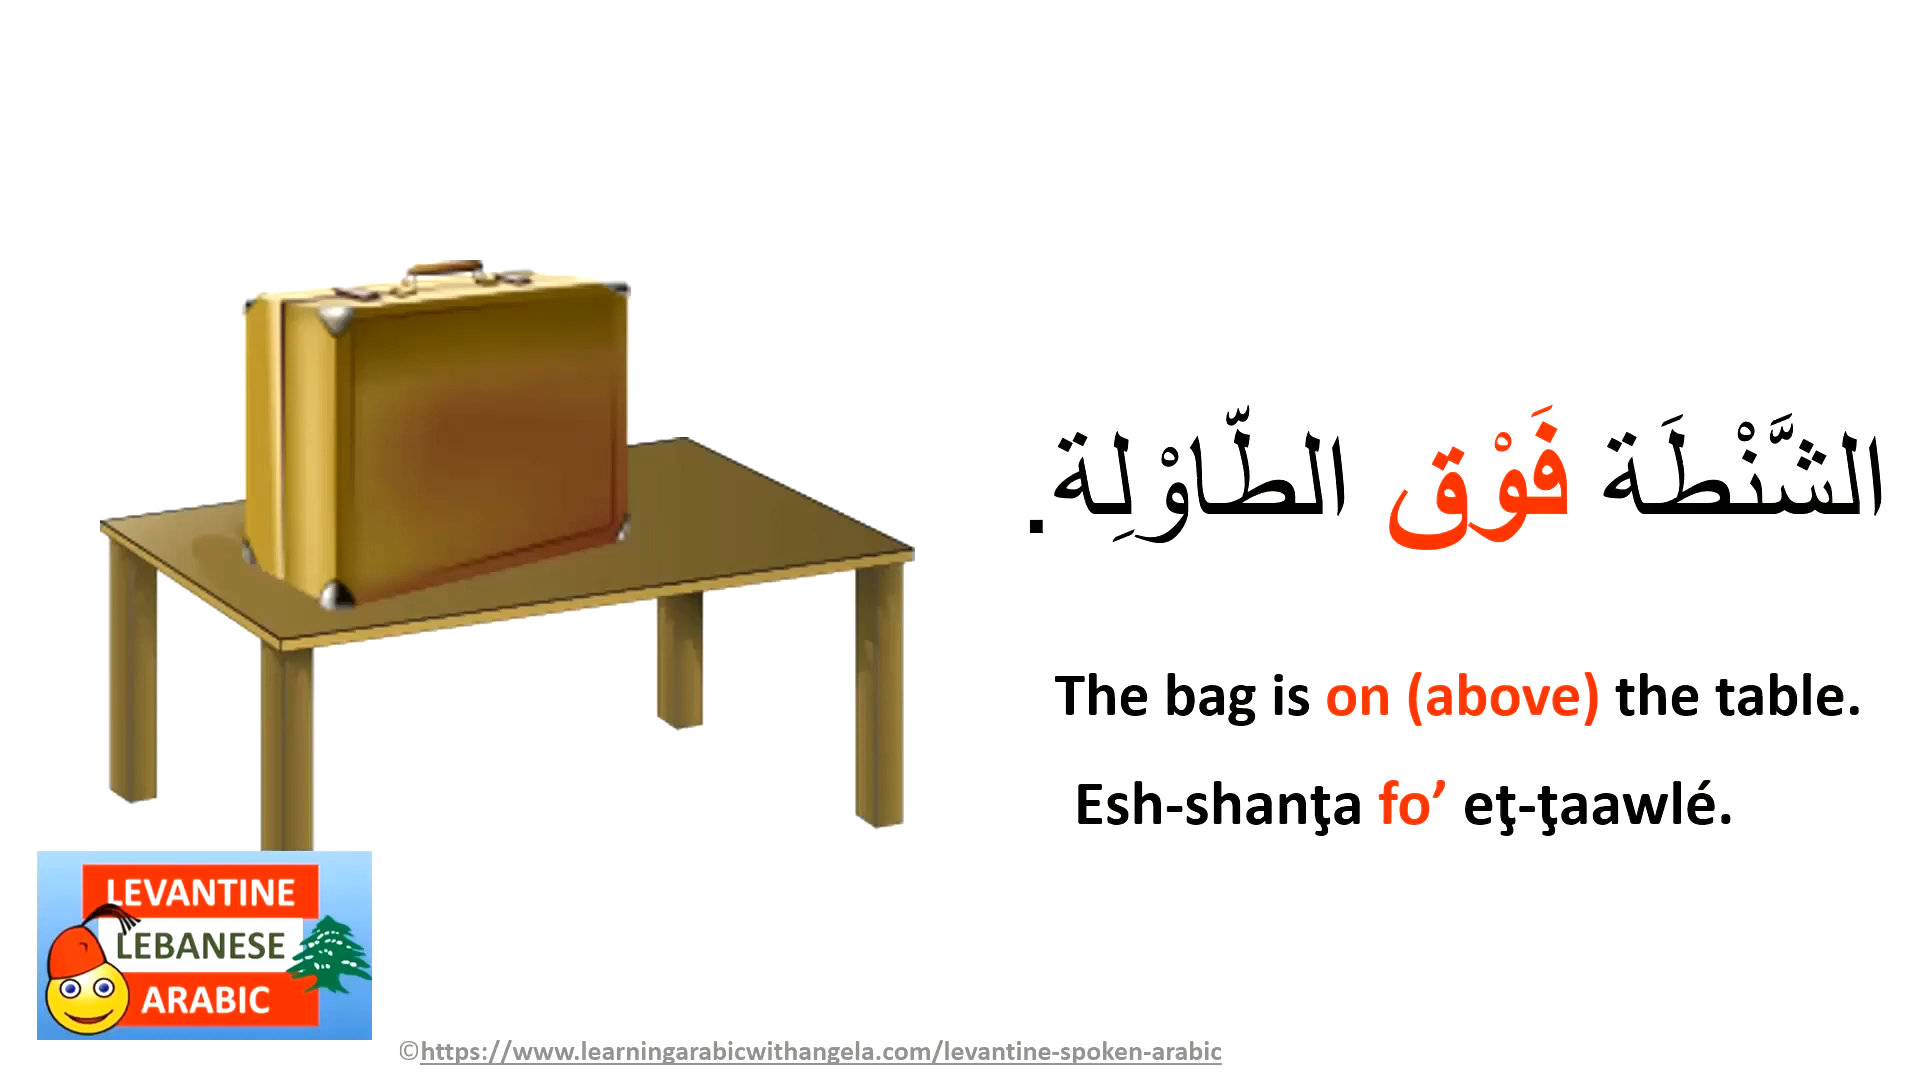 الشَّنْطَة فَوْق الطّاوْلِة.
The bag is on (above) the table.
Esh-shanţa fo’ eţ-ţaawlé.
LEVANTINE
LEBANESE
ARABIC
©https://www.learningarabicwithangela.com/levantine-spoken-arabic